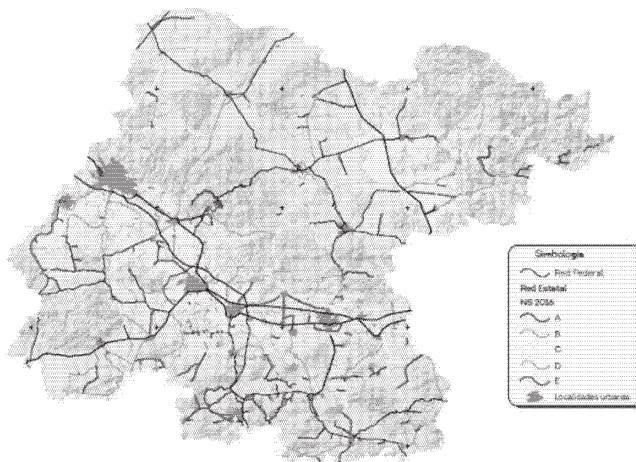 Simbología
Red Federal
Red Estatal
NS 2016
A
B
C
D
E
Localidades urbanas